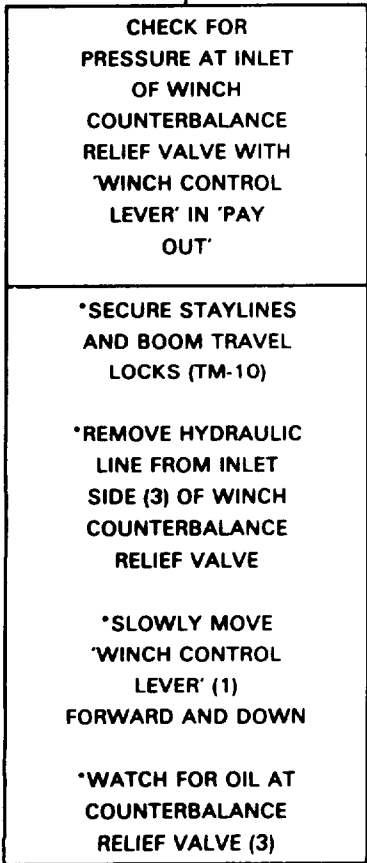 CHECK FOR
PRESSURE AT INLET
OF WINCH
COUNTERBALANCE
RELIEF VALVE WITH
'WINCH CONTROL
LEVER' IN 'PAY
OUT'
*SECURE STAYLINES
AND BOOM TRAVEL
LOCKS (TM-10)
*REMOVE HYDRAULIC
LINE FROM INLET
SIDE (3) OF WINCH
COUNTERBALANCE
RELIEF VALVE
*SLOWLY MOVE
'WINCH CONTROL
LEVER' (1)
FORWARD AND DOWN
*WATCH FOR OIL AT
COUNTERBALANCE
RELIEF VALVE (3)